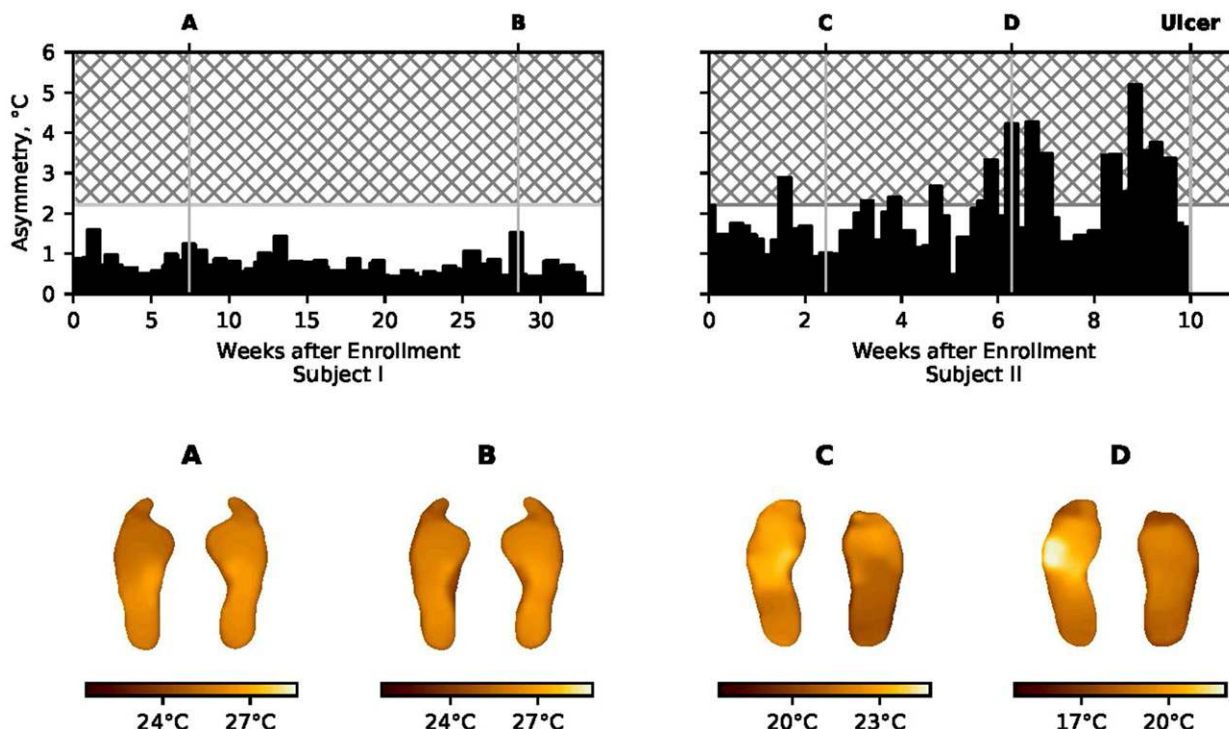 A B
C D Ulcer
Asymmetry, °C
6
5
4
3
2
1
0
0 5 10 15 20 25 30
Weeks after Enrollment
Subject I
0 2 4 6 8 10
Weeks after Enrollment
Subject II
A B C D
24°C 27°C
24°C 27°C
20°C 23°C
17°C 20°C